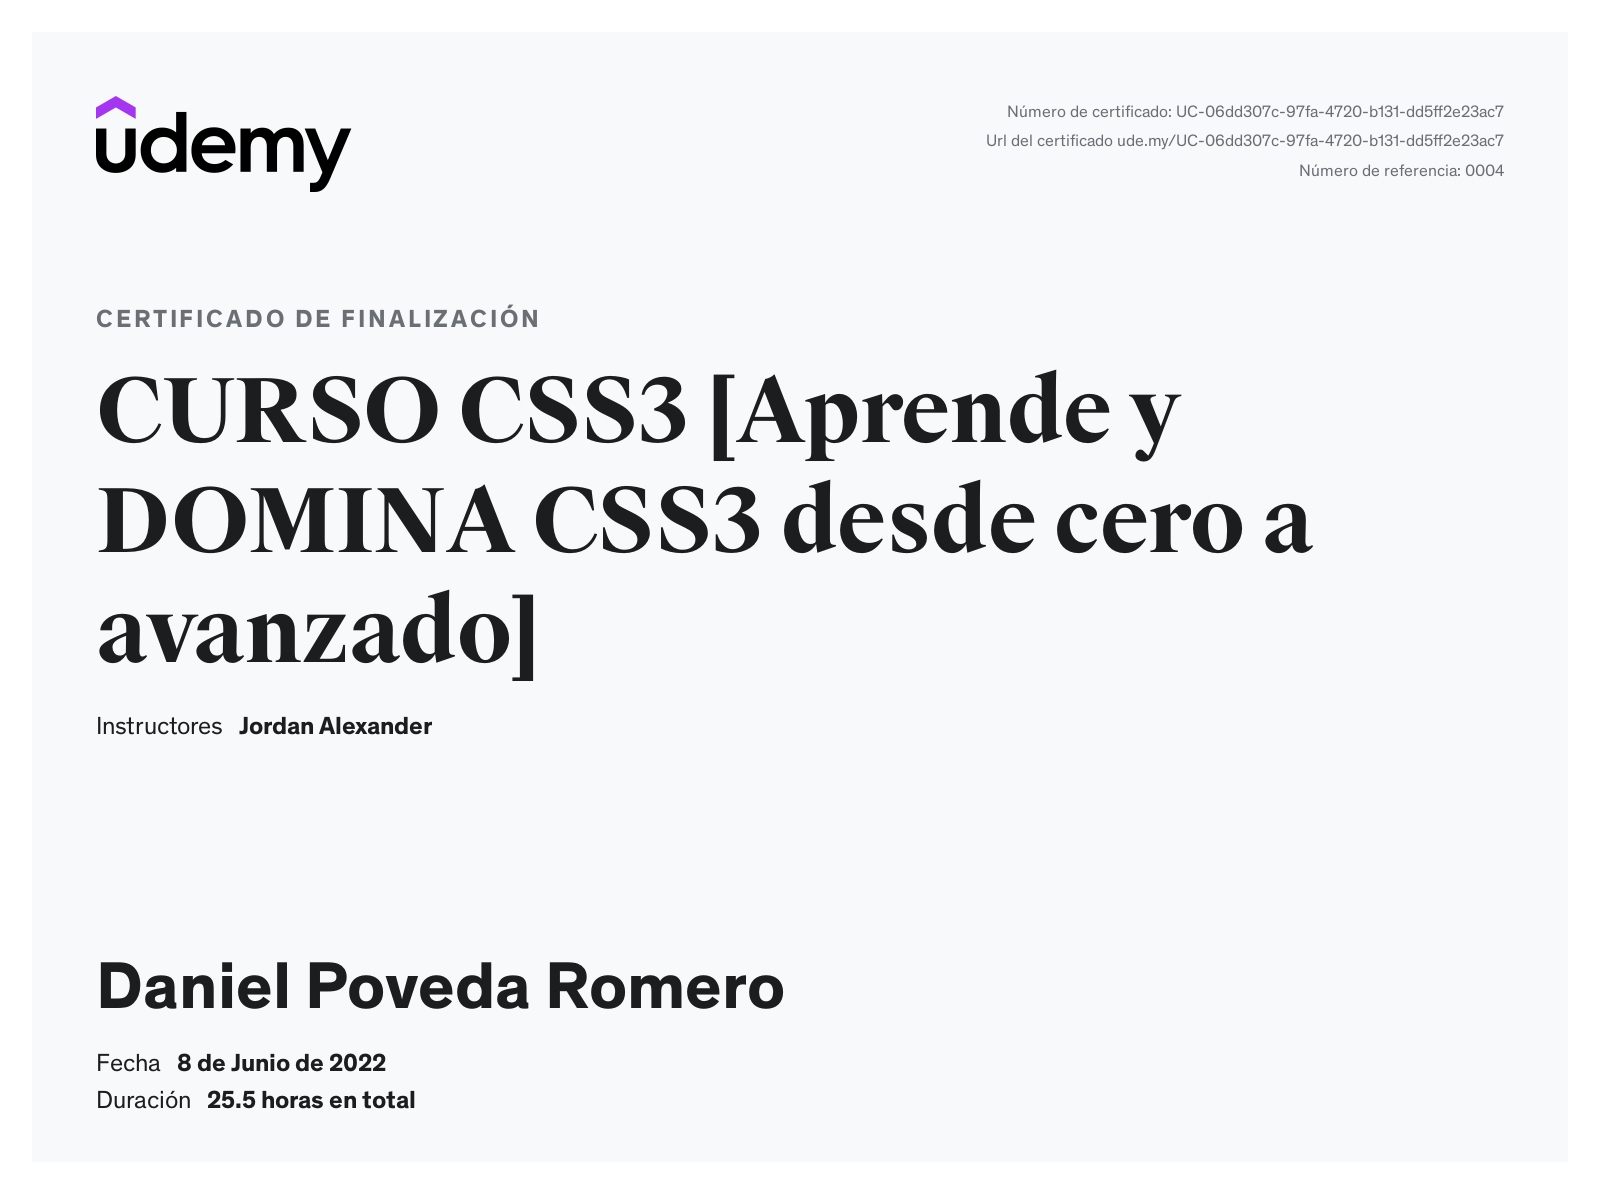 udemy
Número de certificado: UC-06dd307c-97fa-4720-b131-dd5ff2e23ac7
Url del certificado ude.my/UC-06dd307c-97fa-4720-b131-dd5ff2e23ac7
Número de referencia: 0004
CERTIFICADO DE FINALIZACIÓN
CURSO CSS3 [Aprende y
DOMINA CSS3 desde cero a
avanzado]
Instructores Jordan Alexander
Daniel Poveda Romero
Fecha 8 de Junio de 2022
Duración 25.5 horas en total